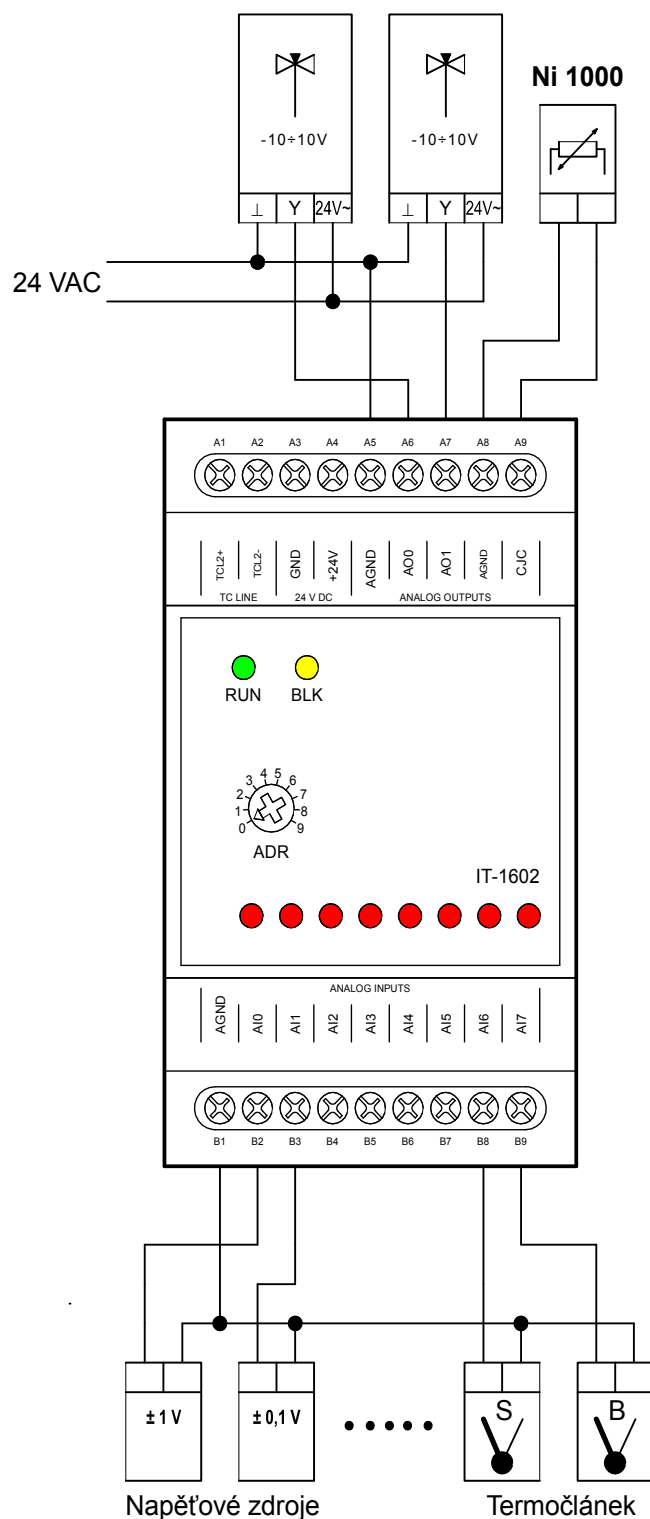 Ni 1000
-10÷10V -10÷10V
⊥ Y 24V~ ⊥ Y 24V~
24 VAC
A1 A2 A3 A4 A5 A6 A7 A8 A9
TCL2+ TCL2- GND +24V AGND AO0 AO1 AGND CJC
TC LINE 24 V DC ANALOG OUTPUTS
RUN BLK
0 1 2 3 4 5 6 7 8 9
ADR
IT-1602
ANALOG INPUTS
AGND AI0 AI1 AI2 AI3 AI4 AI5 AI6 AI7
B1 B2 B3 B4 B5 B6 B7 B8 B9
± 1 V ± 0,1 V S B
Napěťové zdroje Termočlánek